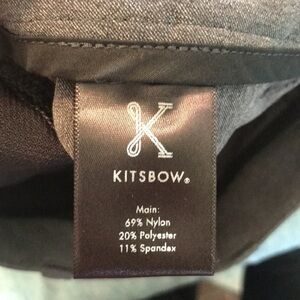 K
KITSBOW®
Main:
69% Nylon
20% Polyester
11% Spandex